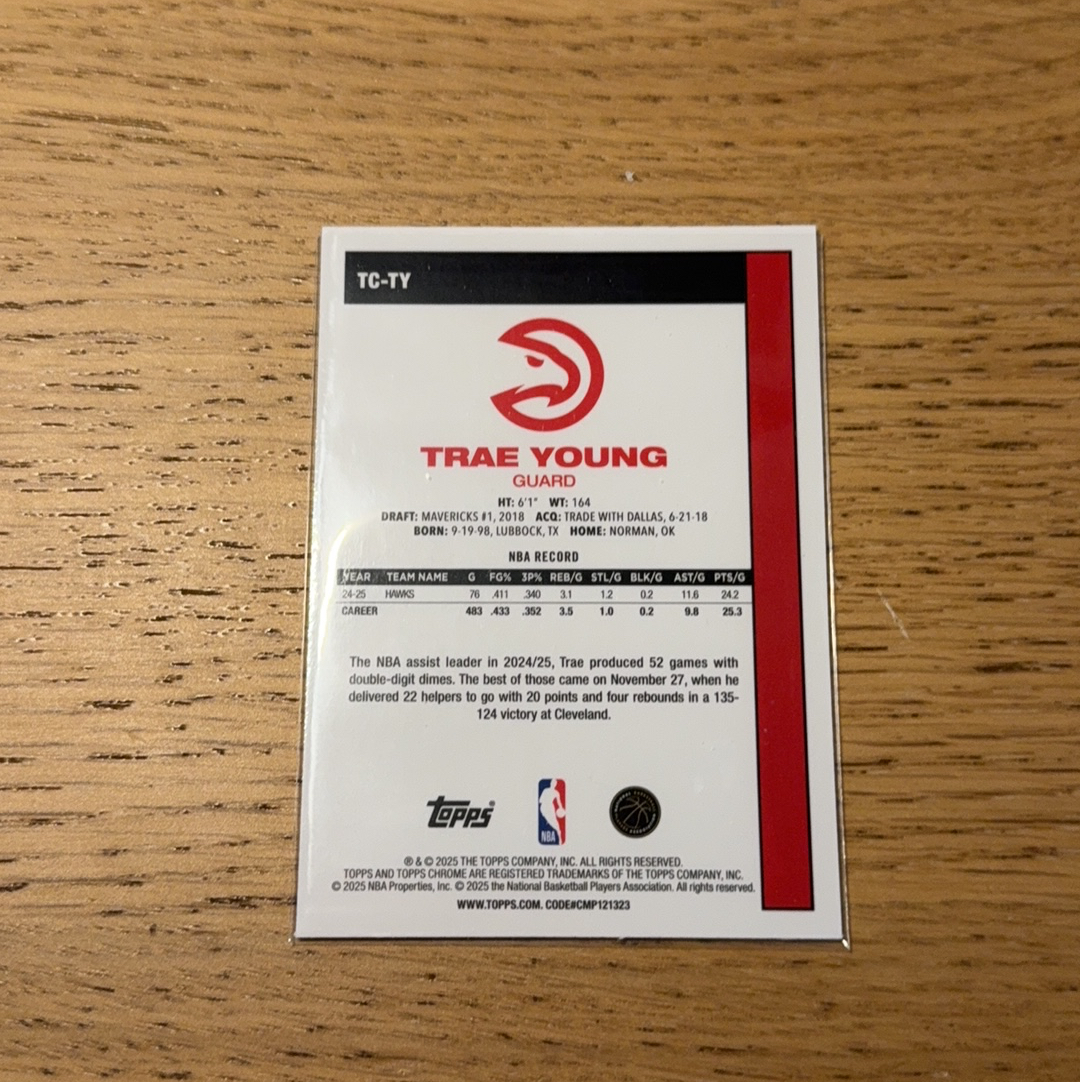 TC-TY
TRAE YOUNG
GUARD
HT: 6'1" WT: 164
DRAFT: MAVERICKS #1, 2018 ACQ: TRADE WITH DALLAS, 6-21-18
BORN: 9-19-98, LUBBOCK, TX HOME: NORMAN, OK
NBA RECORD
YEAR TEAM NAME G FG% 3P% REB/G STL/G BLK/G AST/G PTS/G
24-25 HAWKS 76 .411 .340 3.1 1.2 0.2 11.6 24.2
CAREER 483 .433 .352 3.5 1.0 0.2 9.8 25.3
The NBA assist leader in 2024/25, Trae produced 52 games with
double-digit dimes. The best of those came on November 27, when he
delivered 22 helpers to go with 20 points and four rebounds in a 135-
124 victory at Cleveland.
topps®
NBA
® & © 2025 THE TOPPS COMPANY, INC. ALL RIGHTS RESERVED.
TOPPS AND TOPPS CHROME ARE REGISTERED TRADEMARKS OF THE TOPPS COMPANY, INC.
© 2025 NBA Properties, Inc. © 2025 the National Basketball Players Association. All rights reserved.
WWW.TOPPS.COM. CODE#CMP121323